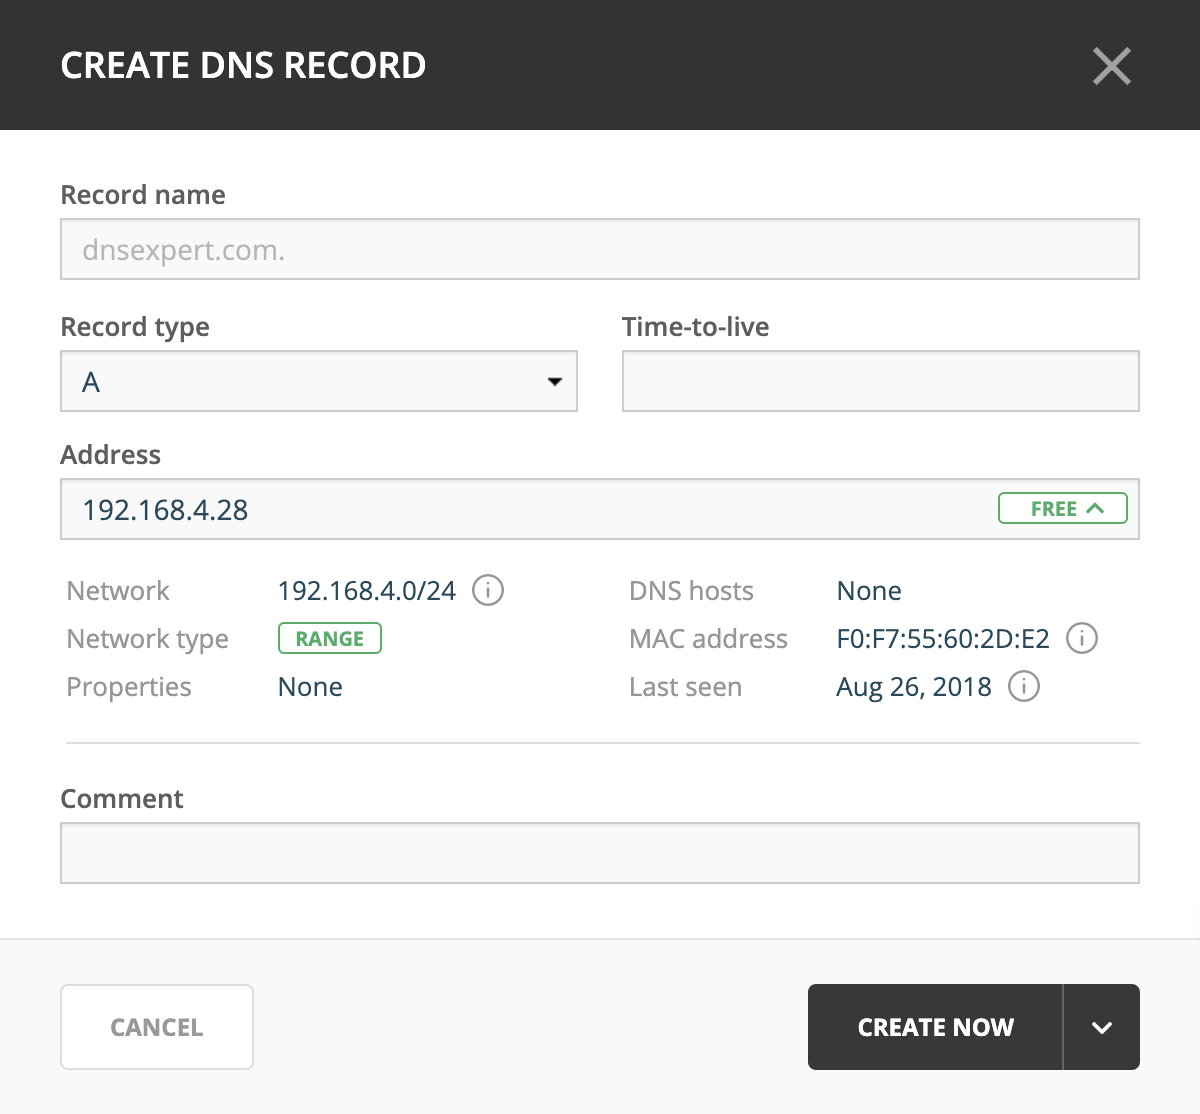 CREATE DNS RECORD
Record name
dnsexpert.com.
Record type
Time-to-live
A
Address
192.168.4.28
FREE
Network 192.168.4.0/24
DNS hosts None
Network type RANGE
MAC address F0:F7:55:60:2D:E2
Properties None
Last seen Aug 26, 2018
Comment
CANCEL
CREATE NOW